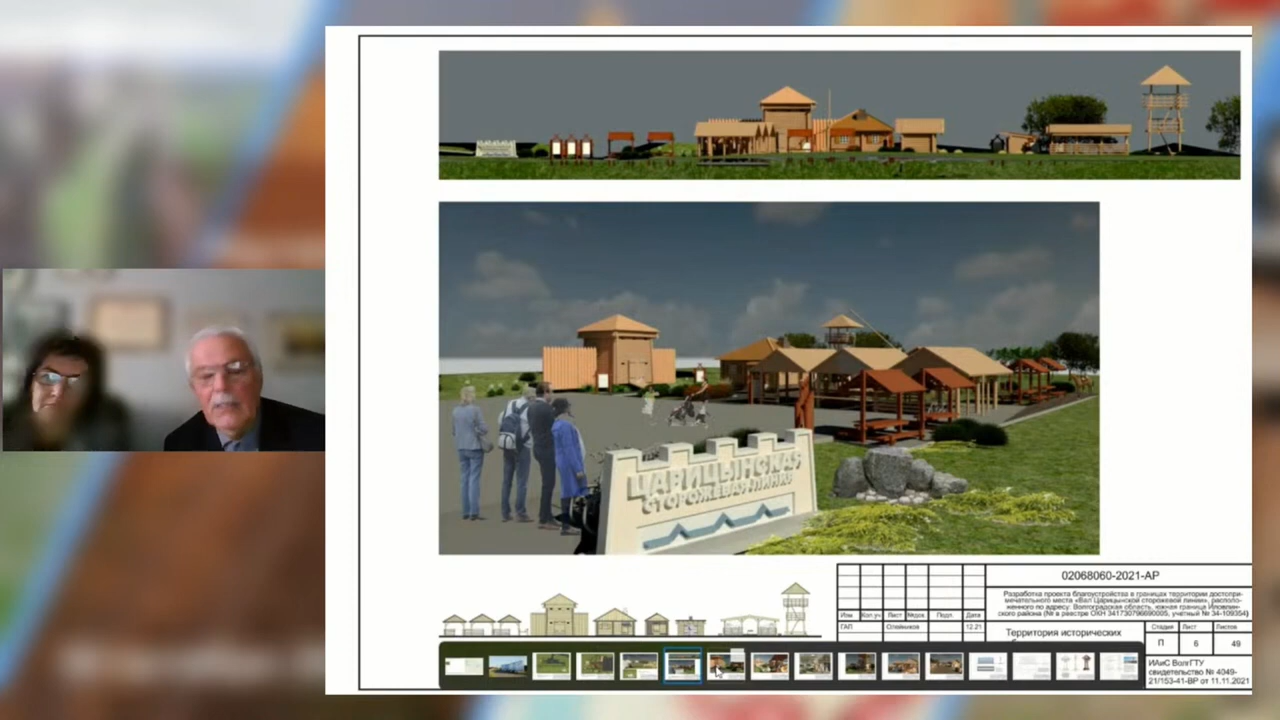 ЦАРИЦЫНСКАЯ
СТОРОЖЕВАЯ ЛИНИЯ
02068060-2021-АР
Разработка проекта благоустройства в границах территории достопри-
мечательного места «Вал Царицынской сторожевой линии», располо-
женного по адресу: Волгоградская область, южная граница Иловлин-
ского района (№ в реестре ОКН 341730796690005, учетный № 34-109354)
Изм Кол.уч Лист №док. Подп. Дата
ГАП Олейников 12.21
Территория исторических
Стадия Лист Листов
П 6 49
ИАиС ВолгГТУ
свидетельство № 4049-
21/153-41-ВР от 11.11.2021